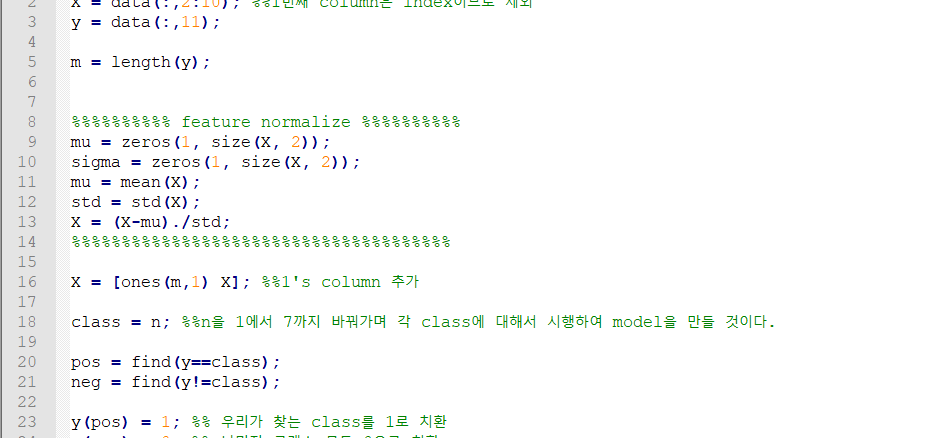 2 X = data(:,2:10); %%1번째 column은 index이므로 제외
3 y = data(:,11);
4
5 m = length(y);
6
7
8 %%%%%%%%%% feature normalize %%%%%%%%%%
9 mu = zeros(1, size(X, 2));
10 sigma = zeros(1, size(X, 2));
11 mu = mean(X);
12 std = std(X);
13 X = (X-mu)./std;
14 %%%%%%%%%%%%%%%%%%%%%%%%%%%%%%%%%%%%%%
15
16 X = [ones(m,1) X]; %%1's column 추가
17
18 class = n; %%n을 1에서 7까지 바꿔가며 각 class에 대해서 시행하여 model을 만들 것이다.
19
20 pos = find(y==class);
21 neg = find(y!=class);
22
23 y(pos) = 1; %% 우리가 찾는 class를 1로 치환